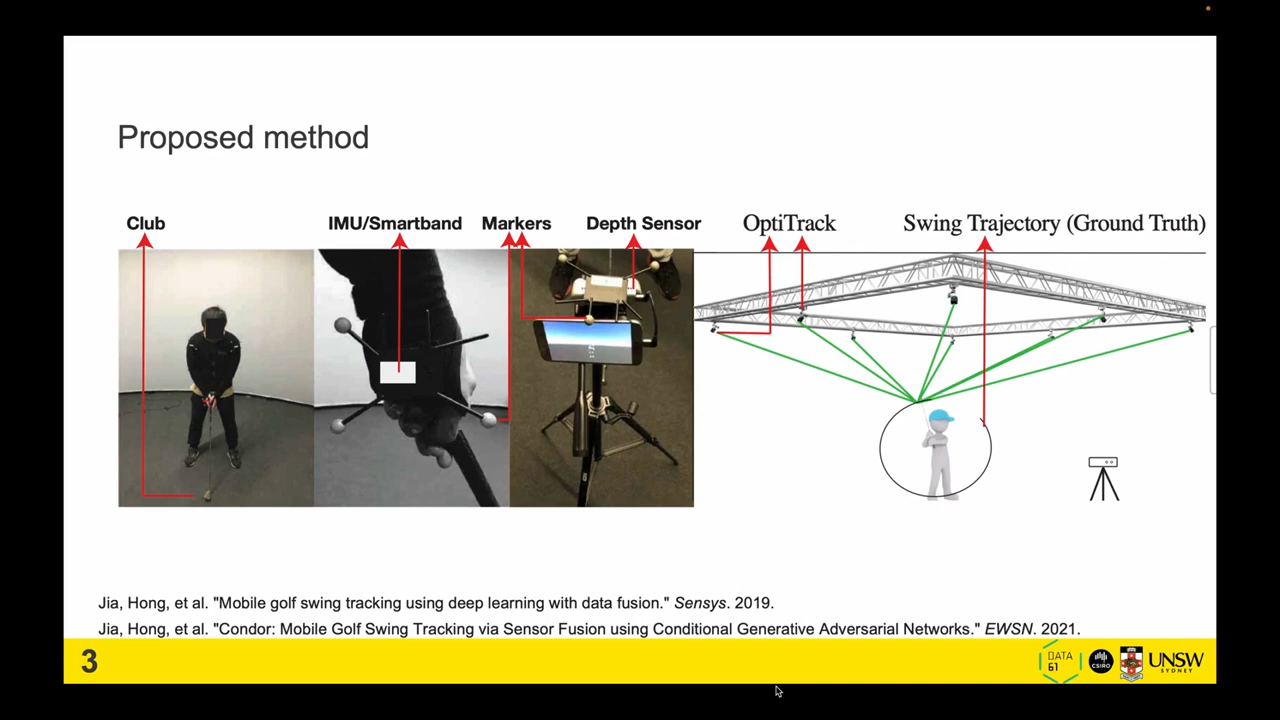 Proposed method
Club
IMU/Smartband
Markers
Depth Sensor
OptiTrack
Swing Trajectory (Ground Truth)
Jia, Hong, et al. "Mobile golf swing tracking using deep learning with data fusion." Sensys. 2019.
Jia, Hong, et al. "Condor: Mobile Golf Swing Tracking via Sensor Fusion using Conditional Generative Adversarial Networks." EWSN. 2021.
3
DATA
61
CSIRO
UNSW
SYDNEY